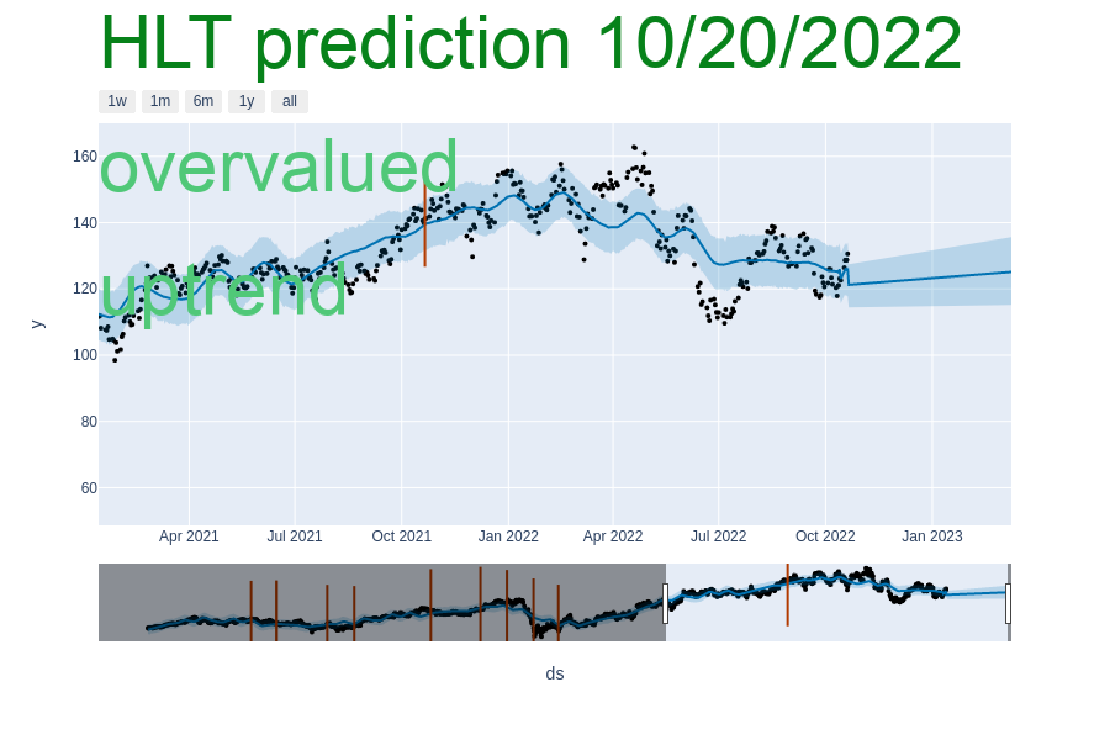 HLT prediction 10/20/2022
1w 1m 6m 1y all
overvalued
uptrend
160
140
120
100
80
60
y
Apr 2021 Jul 2021 Oct 2021 Jan 2022 Apr 2022 Jul 2022 Oct 2022 Jan 2023
ds